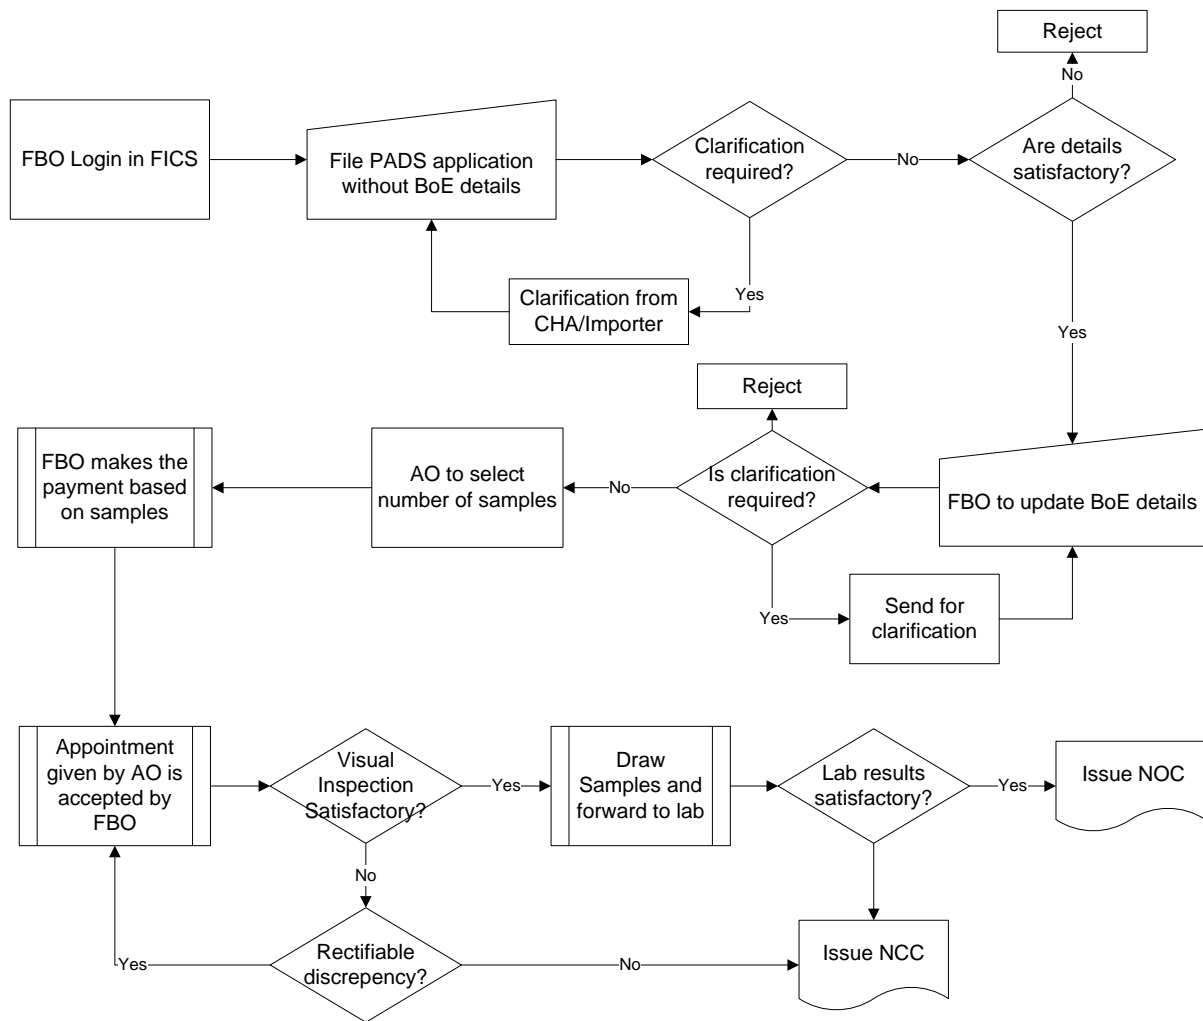 Reject
No
FBO Login in FICS
File PADS application
without BoE details
Clarification
required?
No
Are details
satisfactory?
Yes
Clarification from
CHA/Importer
Yes
Reject
FBO makes the
payment based
on samples
AO to select
number of samples
No
Is clarification
required?
FBO to update BoE details
Yes
Send for
clarification
Appointment
given by AO is
accepted by
FBO
Visual
Inspection
Satisfactory?
Yes
Draw
Samples and
forward to lab
Lab results
satisfactory?
Yes
Issue NOC
No
Yes
Rectifiable
discrepency?
No
Issue NCC